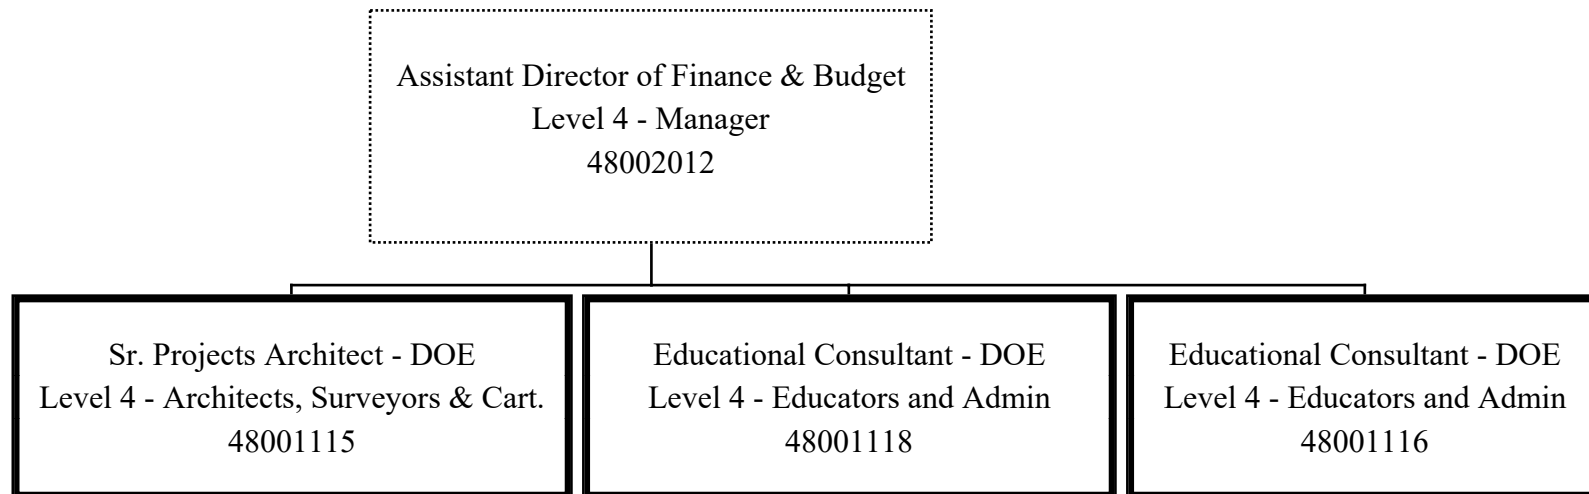 Assistant Director of Finance & Budget
Level 4 - Manager
48002012
Sr. Projects Architect - DOE
Level 4 - Architects, Surveyors & Cart.
48001115
Educational Consultant - DOE
Level 4 - Educators and Admin
48001118
Educational Consultant - DOE
Level 4 - Educators and Admin
48001116